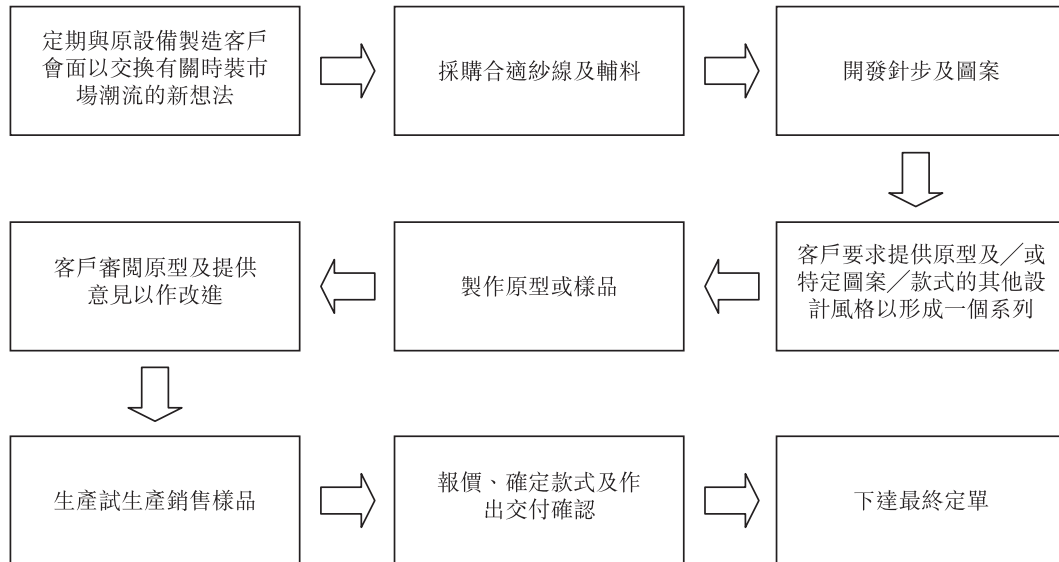 定期與原設備製造客戶
會面以交換有關時裝市
場潮流的新想法
採購合適紗線及輔料
開發針步及圖案
客戶要求提供原型及／或
特定圖案／款式的其他設
計風格以形成一個系列
製作原型或樣品
客戶審閱原型及提供
意見以作改進
生產試生產銷售樣品
報價、確定款式及作
出交付確認
下達最終定單